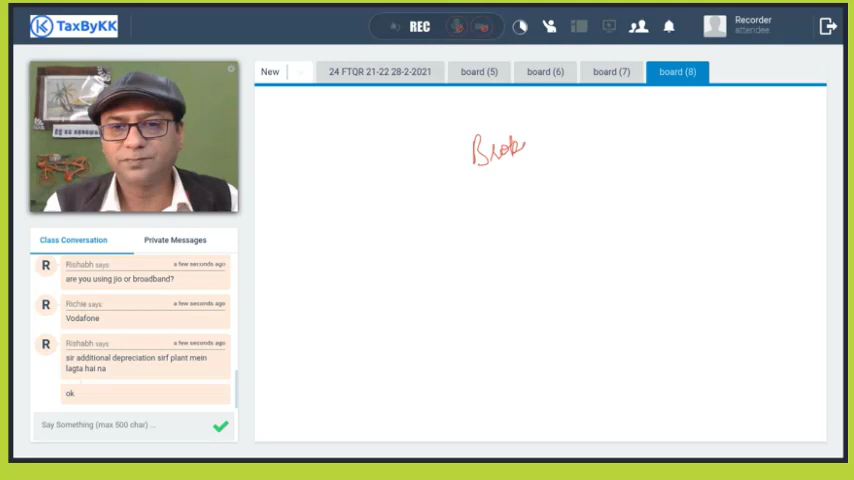 TaxByKK
REC
Recorder
attendee
New
24 FTQR 21-22 28-2-2021
board (5)
board (6)
board (7)
board (8)
Brok
Class Conversation
Private Messages
R
Rishabh says:
a few seconds ago
are you using jio or broadband?
R
Richie says:
a few seconds ago
Vodafone
R
Rishabh says:
a few seconds ago
sir additional depreciation sirf plant mein
lagta hai na
ok
Say Something (max 500 char) ...